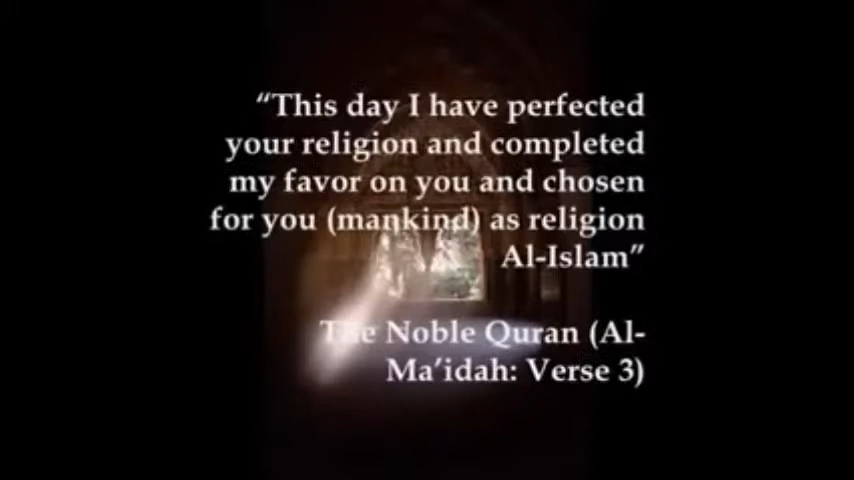 “This day I have perfected
your religion and completed
my favor on you and chosen
for you (mankind) as religion
Al-Islam”
The Noble Quran (Al-
Ma’idah: Verse 3)